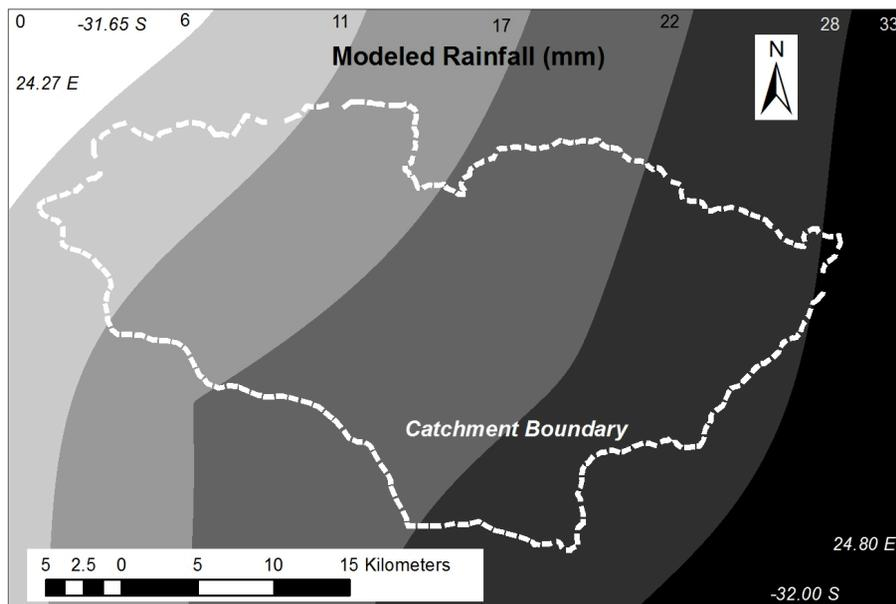 0 -31.65 S 6 11 17 22 28 33
Modeled Rainfall (mm)
N
24.27 E
Catchment Boundary
24.80 E
5 2.5 0 5 10 15 Kilometers
-32.00 S